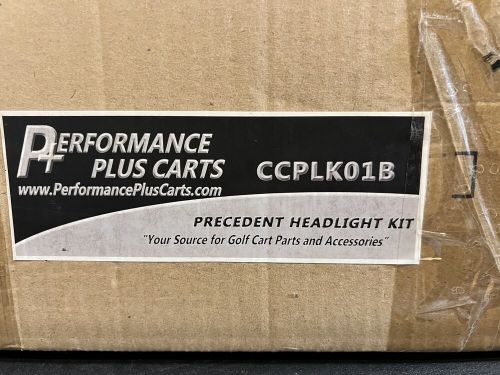 P+ PERFORMANCE
PLUS CARTS
CCPLK01B
www.PerformancePlusCarts.com
PRECEDENT HEADLIGHT KIT
"Your Source for Golf Cart Parts and Accessories"